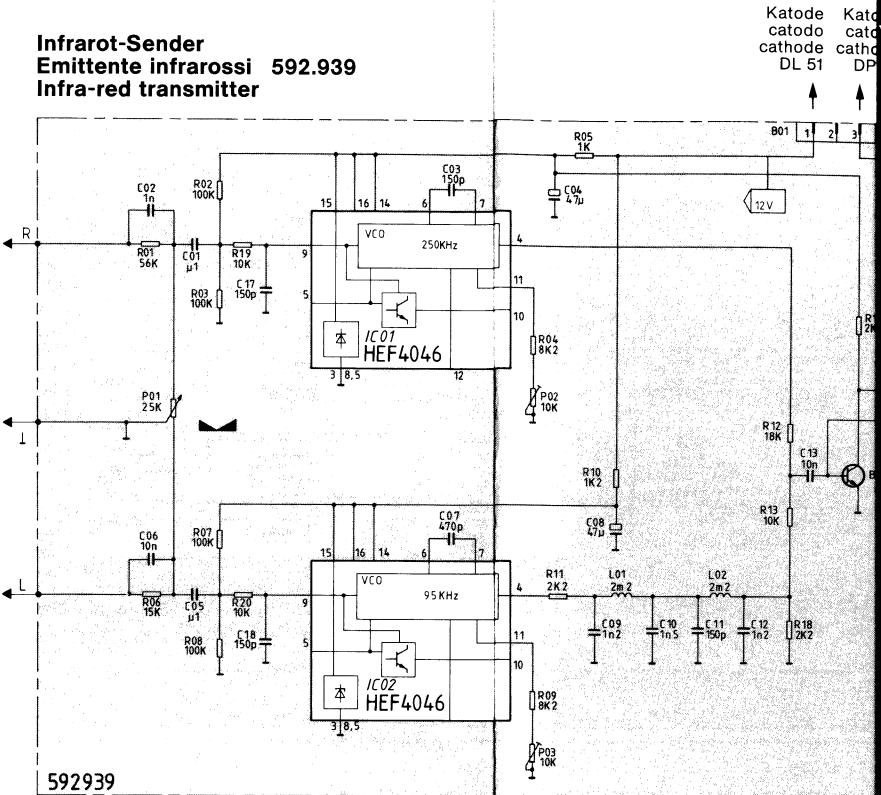 Infrarot-Sender
Emittente infrarossi 592.939
Infra-red transmitter
Katode
catodo
cathode
DL 51
B01
1
2
3
R05
1K
C03
150p
C02
1n
R02
100K
15
16
14
6
7
C04
47µ
12V
R
VCO
250KHz
4
R01
56K
C01
µ1
R19
10K
9
C17
150p
R03
100K
5
11
10
IC01
HEF4046
R04
8K2
3
8,5
12
P01
25K
P02
10K
⊥
R12
18K
C13
10n
R10
1K2
R13
10K
C07
470p
C08
47µ
C06
10n
R07
100K
15
16
14
6
7
L
VCO
95KHz
4
R11
2K2
L01
2m2
L02
2m2
R06
15K
C05
µ1
R20
10K
9
C09
1n2
C10
1n5
C11
150p
C12
1n2
R18
2K2
C18
150p
R08
100K
5
11
10
IC02
HEF4046
R09
8K2
3
8,5
P03
10K
592939